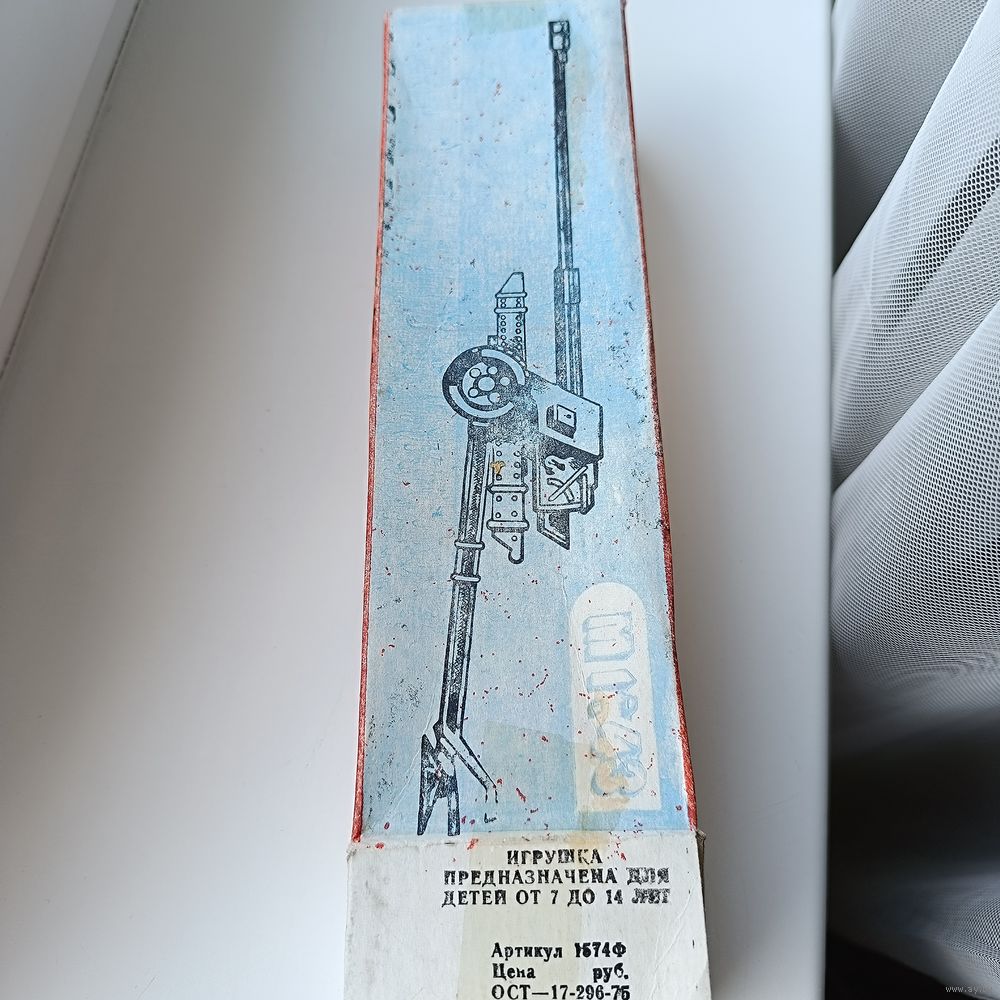 ИГРУШКА
ПРЕДНАЗНАЧЕНА ДЛЯ
ДЕТЕЙ ОТ 7 ДО 14 ЛЕТ
Артикул 1574Ф
Цена руб.
ОСТ—17-296-75